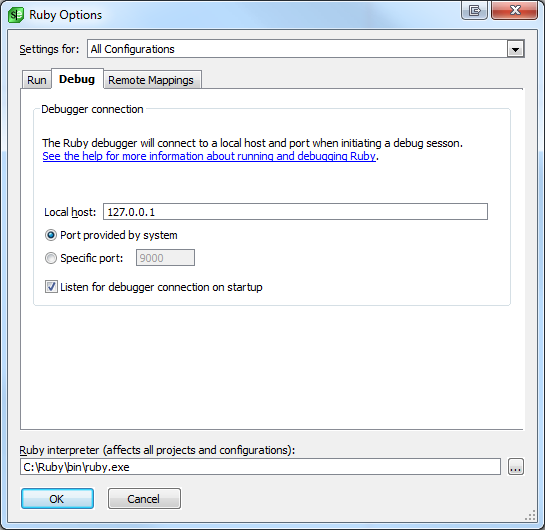 Ruby Options
Settings for: All Configurations
Run Debug Remote Mappings
Debugger connection
The Ruby debugger will connect to a local host and port when initiating a debug sesson.
See the help for more information about running and debugging Ruby.
Local host: 127.0.0.1
Port provided by system
Specific port: 9000
Listen for debugger connection on startup
Ruby interpreter (affects all projects and configurations):
C:\Ruby\bin\ruby.exe ...
OK Cancel